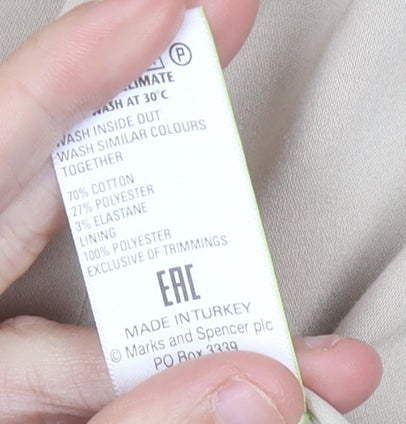 P
CLIMATE
WASH AT 30°C
WASH INSIDE OUT
WASH SIMILAR COLOURS
TOGETHER
70% COTTON
27% POLYESTER
3% ELASTANE
LINING
100% POLYESTER
EXCLUSIVE OF TRIMMINGS
EAC
MADE IN TURKEY
© Marks and Spencer plc
PO Box 3339